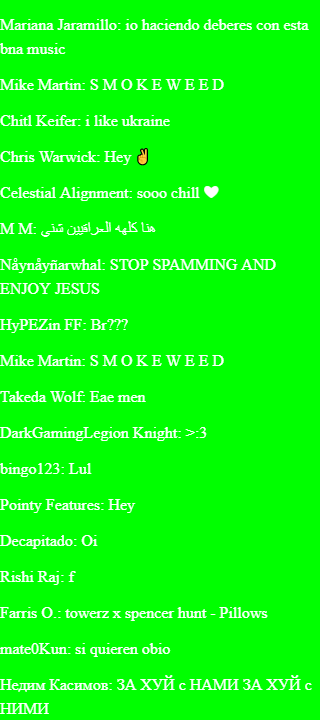 Mariana Jaramillo: io haciendo deberes con esta
bna music
Mike Martin: S M O K E W E E D
Chitl Keifer: i like ukraine
Chris Warwick: Hey ✌
Celestial Alignment: sooo chill ❤
M M: هنا كلهه العراقيين شني
Nåynåyñarwhal: STOP SPAMMING AND
ENJOY JESUS
HyPEZin FF: Br???
Mike Martin: S M O K E W E E D
Takeda Wolf: Eae men
DarkGamingLegion Knight: >:3
bingo123: Lul
Pointy Features: Hey
Decapitado: Oi
Rishi Raj: f
Farris O.: towerz x spencer hunt - Pillows
mate0Kun: si quieren obio
Недим Касимов: ЗА ХУЙ с НАМИ ЗА ХУЙ с
НИМИ